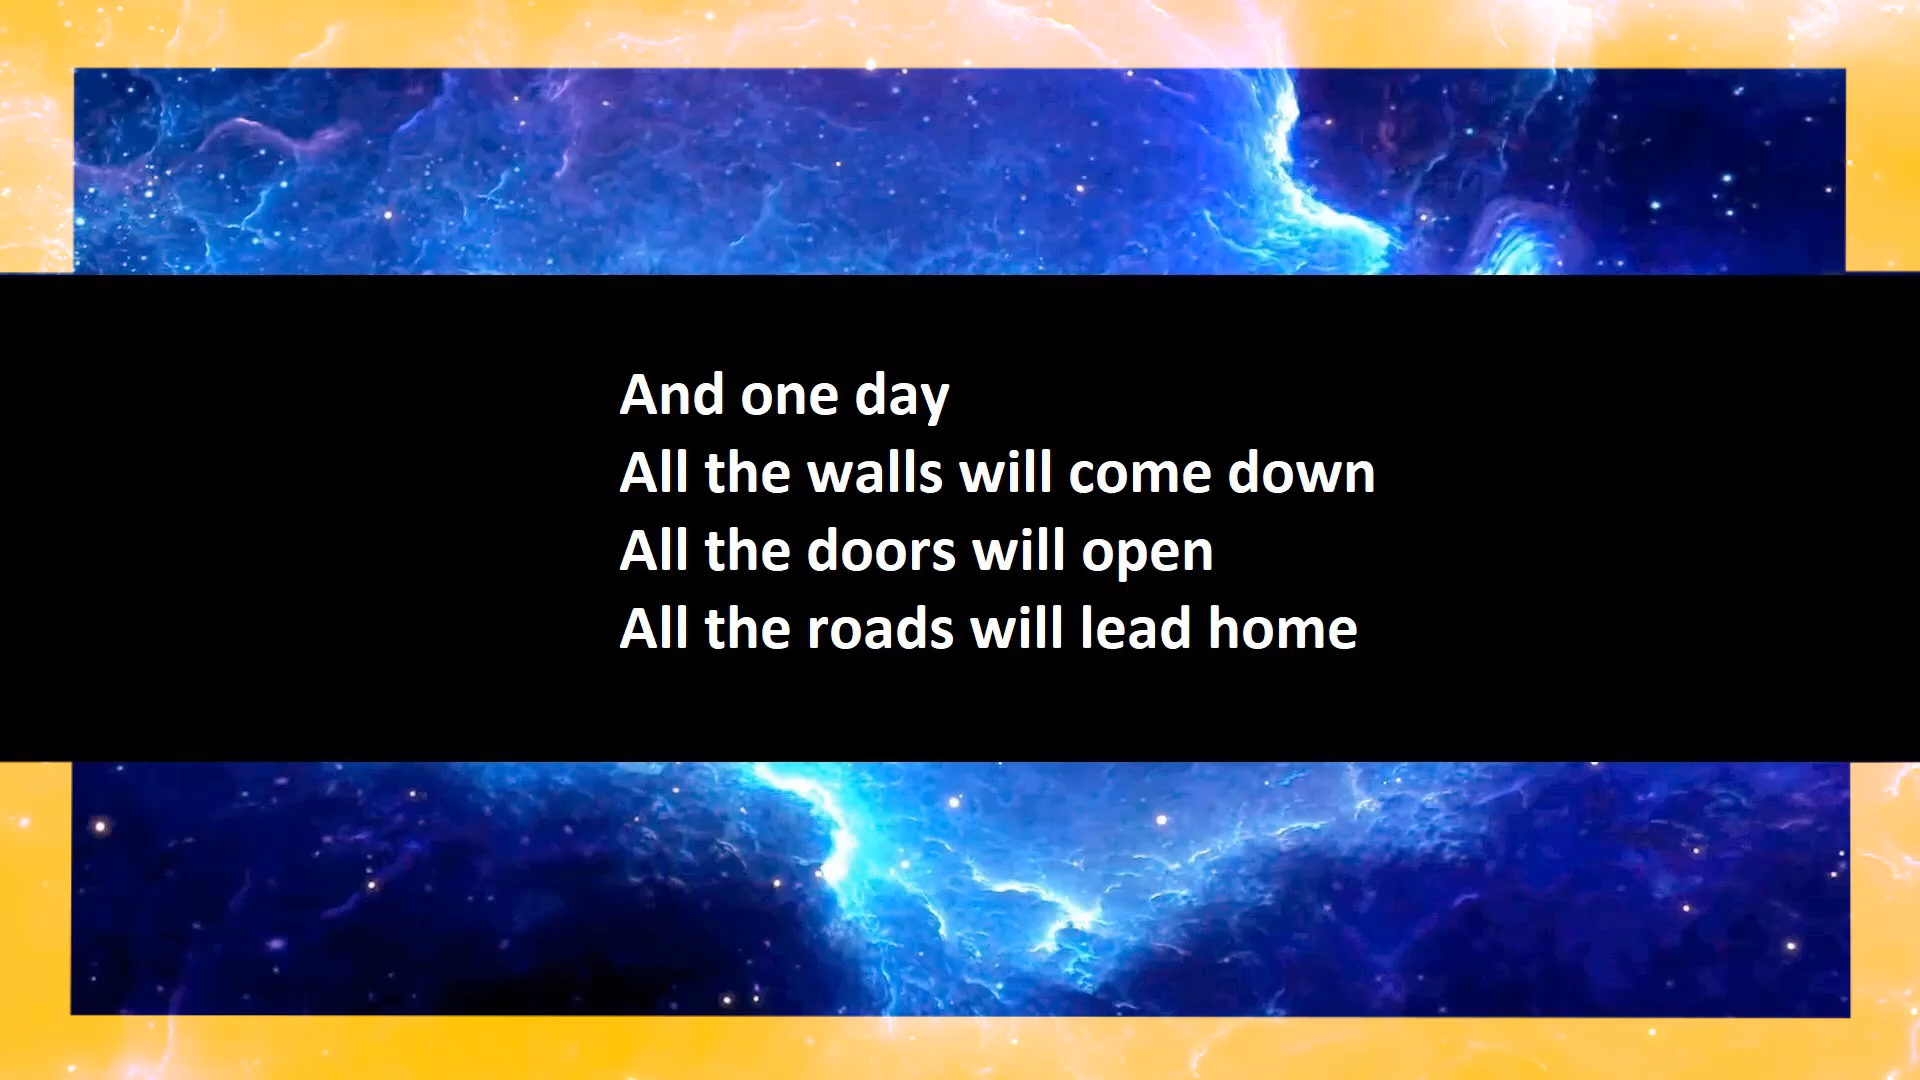 And one day
All the walls will come down
All the doors will open
All the roads will lead home